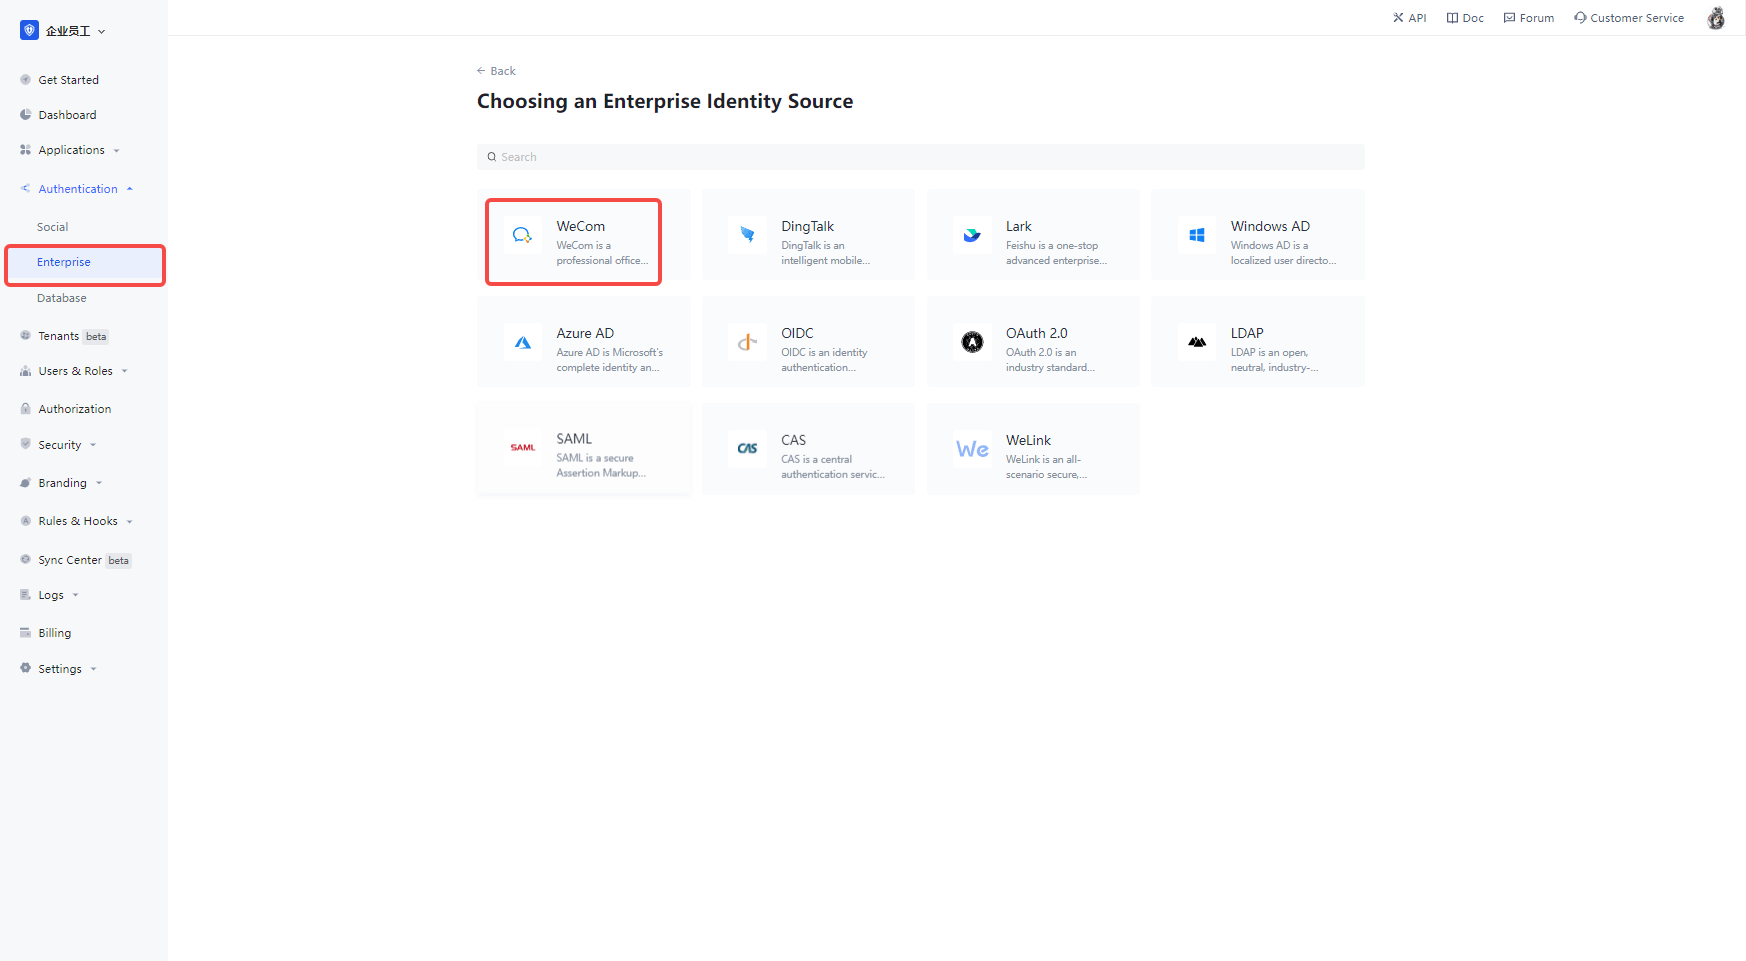 企业员工
API
Doc
Forum
Customer Service
Get Started
Dashboard
Applications
Authentication
Social
Enterprise
Database
Tenants beta
Users & Roles
Authorization
Security
Branding
Rules & Hooks
Sync Center beta
Logs
Billing
Settings
Back
Choosing an Enterprise Identity Source
Search
WeCom
WeCom is a
professional office...
DingTalk
DingTalk is an
intelligent mobile...
Lark
Feishu is a one-stop
advanced enterprise...
Windows AD
Windows AD is a
localized user directo...
Azure AD
Azure AD is Microsoft's
complete identity an...
OIDC
OIDC is an identity
authentication...
OAuth 2.0
OAuth 2.0 is an
industry standard...
LDAP
LDAP is an open,
neutral, industry-...
SAML
SAML
SAML is a secure
Assertion Markup...
CAS
CAS
CAS is a central
authentication servic...
We
WeLink
WeLink is an all-
scenario secure,...